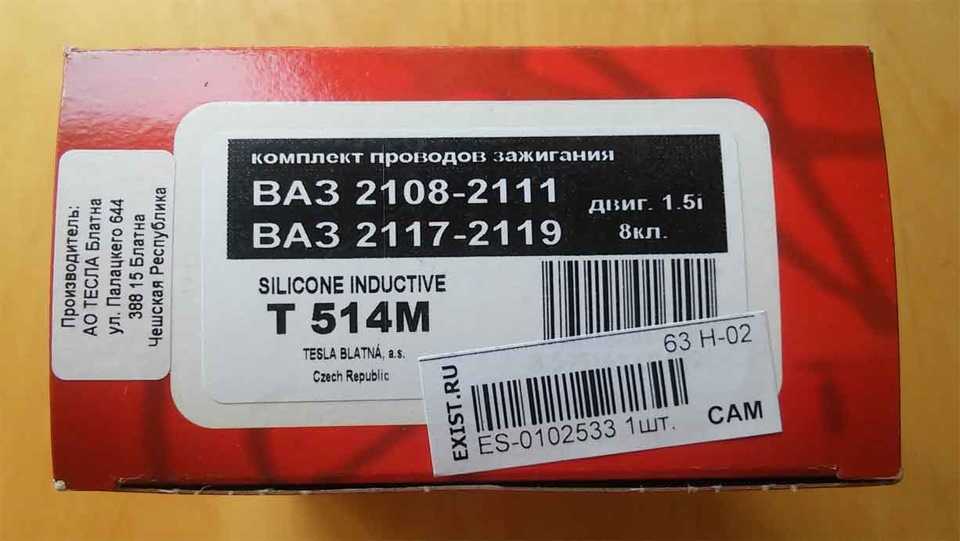 Производитель:
АО ТЕСЛА Блатна
ул. Палацкего 644
388 15 Блатна
Чешская Республика
комплект проводов зажигания
ВАЗ 2108-2111
ВАЗ 2117-2119
двиг. 1.5i
8кл.
SILICONE INDUCTIVE
T 514M
TESLA BLATNÁ, a.s.
Czech Republic
63 H-02
EXIST.RU
ES-0102533 1шт.
CAM